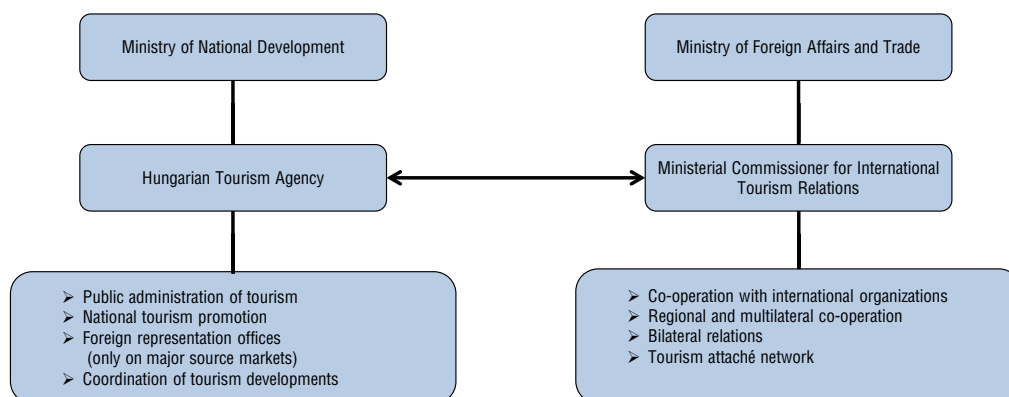 Ministry of National Development
Ministry of Foreign Affairs and Trade
Hungarian Tourism Agency
Ministerial Commissioner for International
Tourism Relations
➢ Public administration of tourism
➢ National tourism promotion
➢ Foreign representation offices
(only on major source markets)
➢ Coordination of tourism developments
➢ Co-operation with international organizations
➢ Regional and multilateral co-operation
➢ Bilateral relations
➢ Tourism attaché network